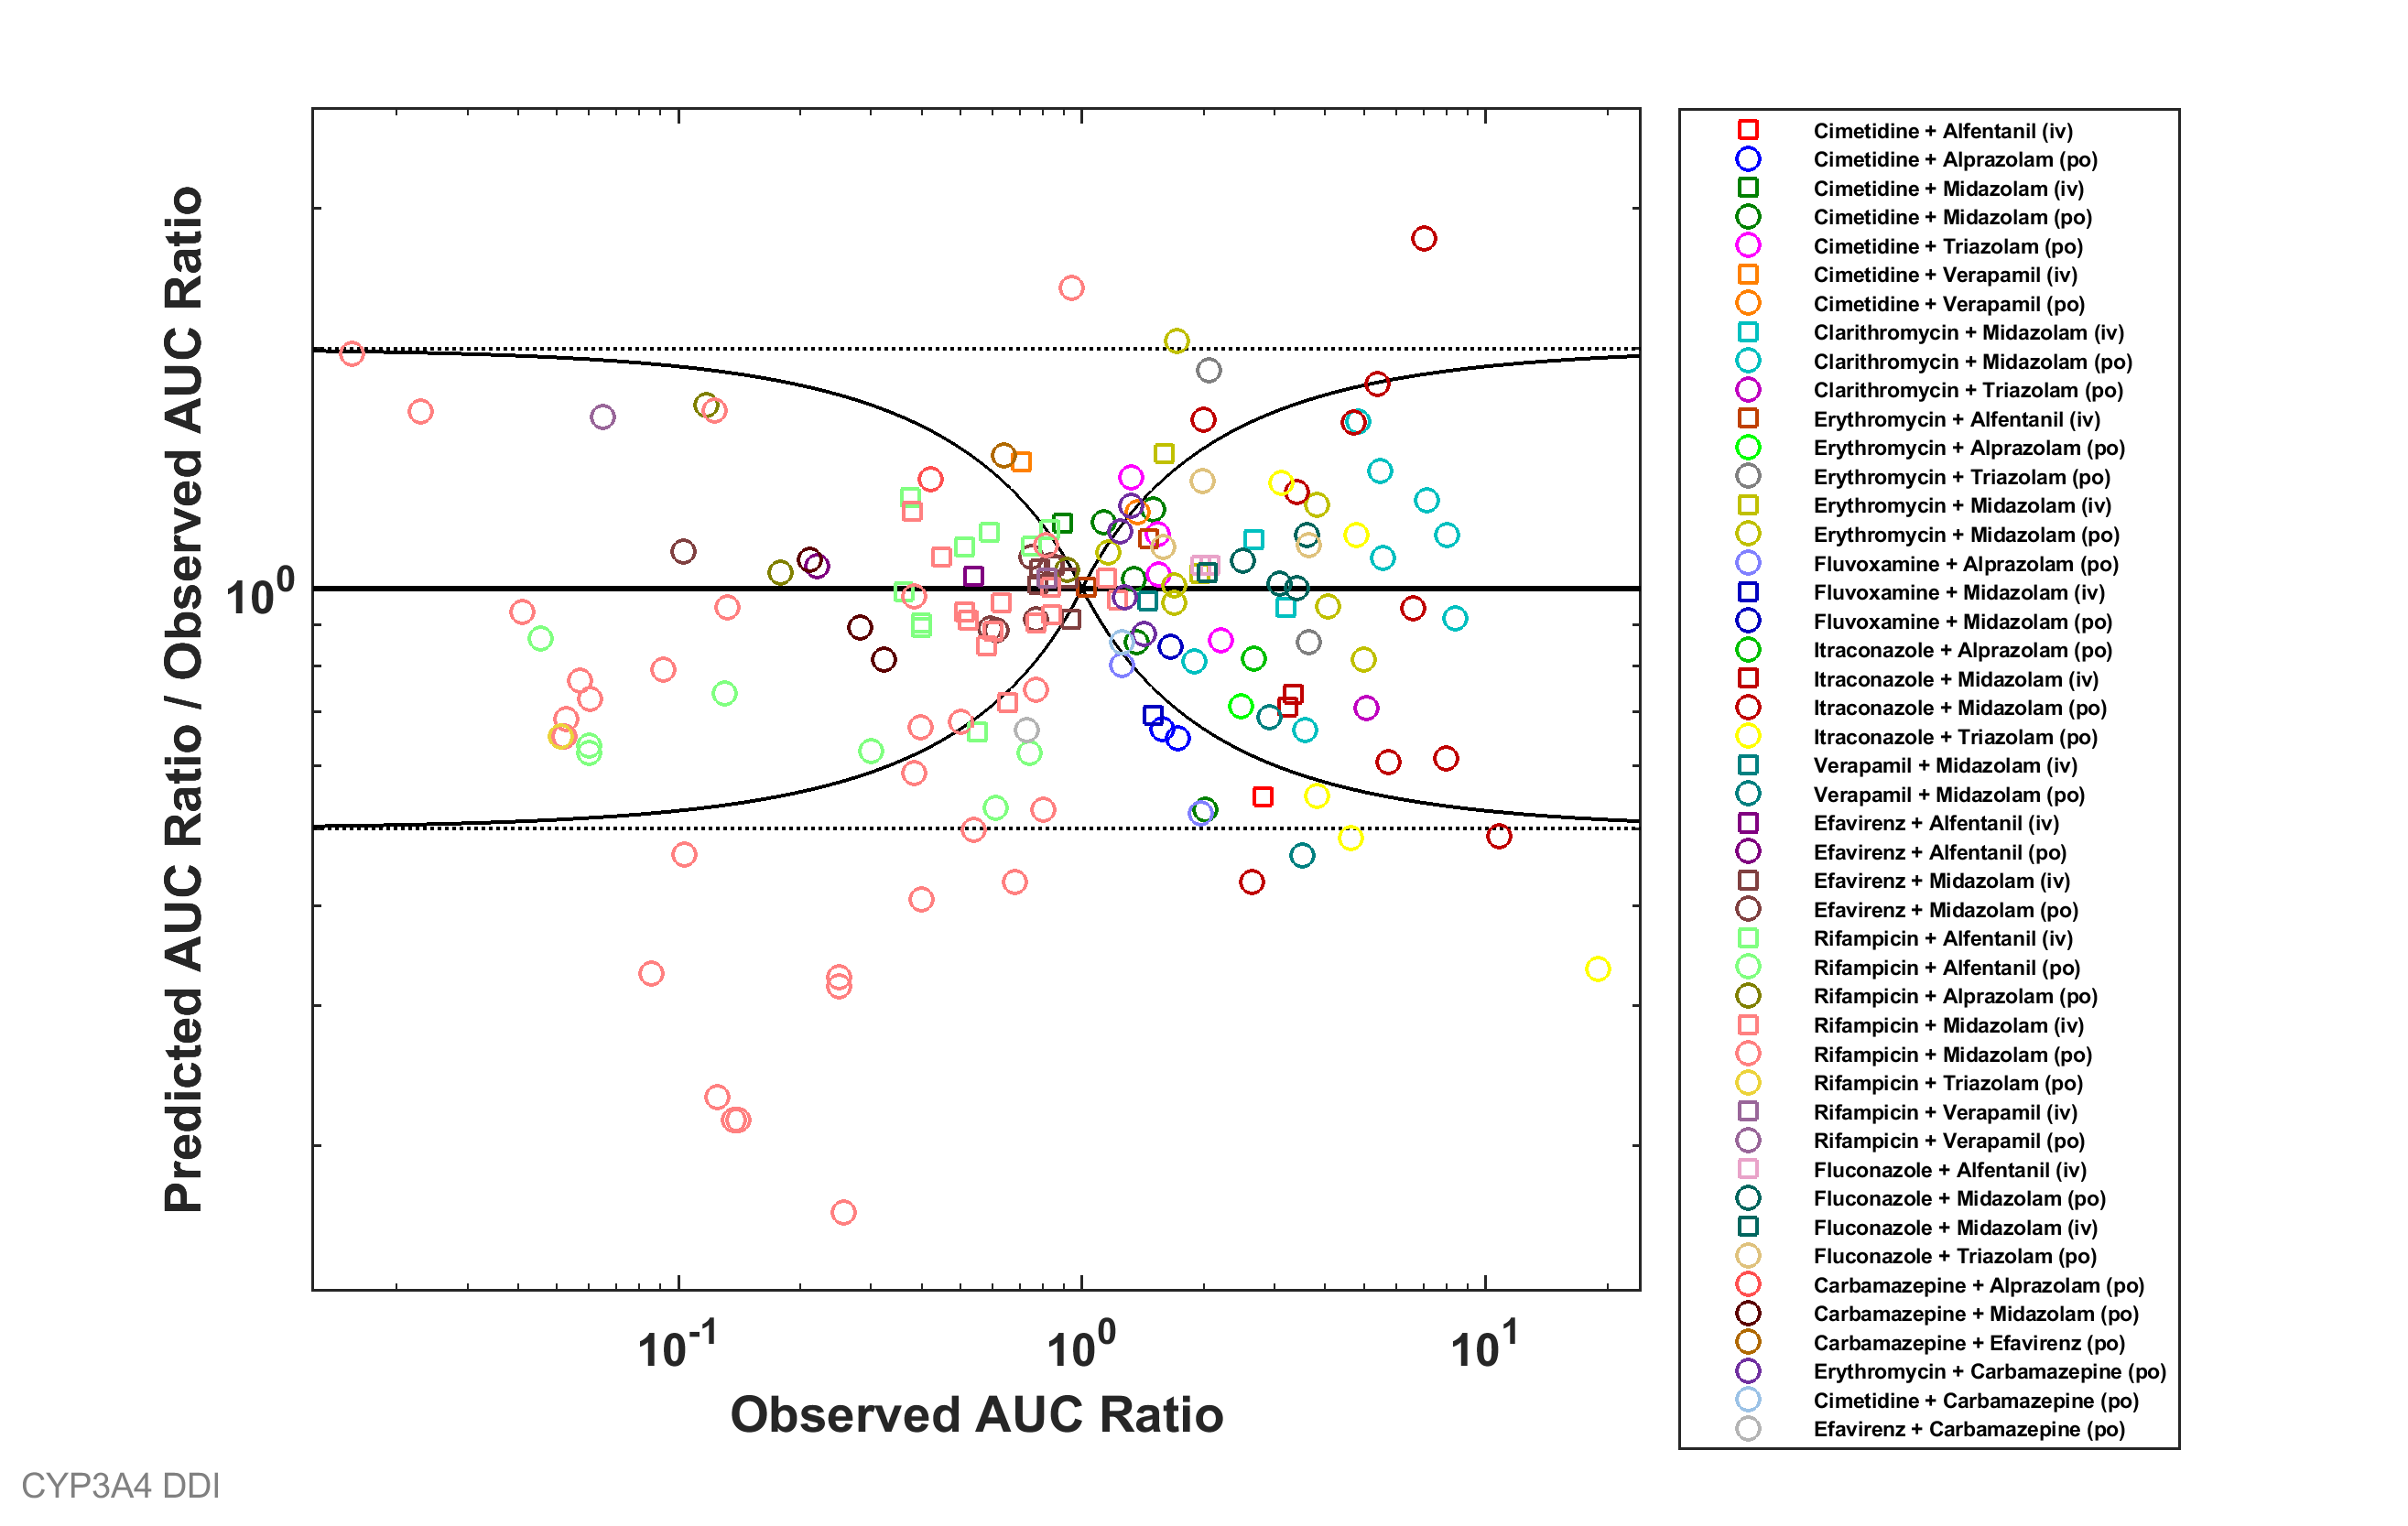 Predicted AUC Ratio / Observed AUC Ratio
10^0
10^-1 10^0 10^1
Observed AUC Ratio
Cimetidine + Alfentanil (iv)
Cimetidine + Alprazolam (po)
Cimetidine + Midazolam (iv)
Cimetidine + Midazolam (po)
Cimetidine + Triazolam (po)
Cimetidine + Verapamil (iv)
Cimetidine + Verapamil (po)
Clarithromycin + Midazolam (iv)
Clarithromycin + Midazolam (po)
Clarithromycin + Triazolam (po)
Erythromycin + Alfentanil (iv)
Erythromycin + Alprazolam (po)
Erythromycin + Triazolam (po)
Erythromycin + Midazolam (iv)
Erythromycin + Midazolam (po)
Fluvoxamine + Alprazolam (po)
Fluvoxamine + Midazolam (iv)
Fluvoxamine + Midazolam (po)
Itraconazole + Alprazolam (po)
Itraconazole + Midazolam (iv)
Itraconazole + Midazolam (po)
Itraconazole + Triazolam (po)
Verapamil + Midazolam (iv)
Verapamil + Midazolam (po)
Efavirenz + Alfentanil (iv)
Efavirenz + Alfentanil (po)
Efavirenz + Midazolam (iv)
Efavirenz + Midazolam (po)
Rifampicin + Alfentanil (iv)
Rifampicin + Alfentanil (po)
Rifampicin + Alprazolam (po)
Rifampicin + Midazolam (iv)
Rifampicin + Midazolam (po)
Rifampicin + Triazolam (po)
Rifampicin + Verapamil (iv)
Rifampicin + Verapamil (po)
Fluconazole + Alfentanil (iv)
Fluconazole + Midazolam (po)
Fluconazole + Midazolam (iv)
Fluconazole + Triazolam (po)
Carbamazepine + Alprazolam (po)
Carbamazepine + Midazolam (po)
Carbamazepine + Efavirenz (po)
Erythromycin + Carbamazepine (po)
Cimetidine + Carbamazepine (po)
Efavirenz + Carbamazepine (po)
CYP3A4 DDI